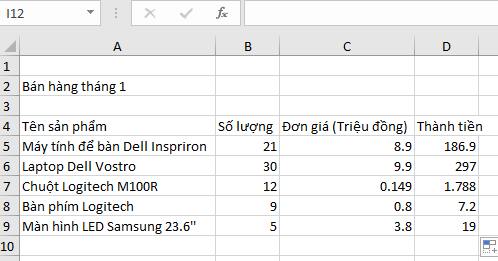 I12
fx
A B C D
1
2 Bán hàng tháng 1
3
4 Tên sản phẩm Số lượng Đơn giá (Triệu đồng) Thành tiền
5 Máy tính để bàn Dell Inspriron 21 8.9 186.9
6 Laptop Dell Vostro 30 9.9 297
7 Chuột Logitech M100R 12 0.149 1.788
8 Bàn phím Logitech 9 0.8 7.2
9 Màn hình LED Samsung 23.6" 5 3.8 19
10